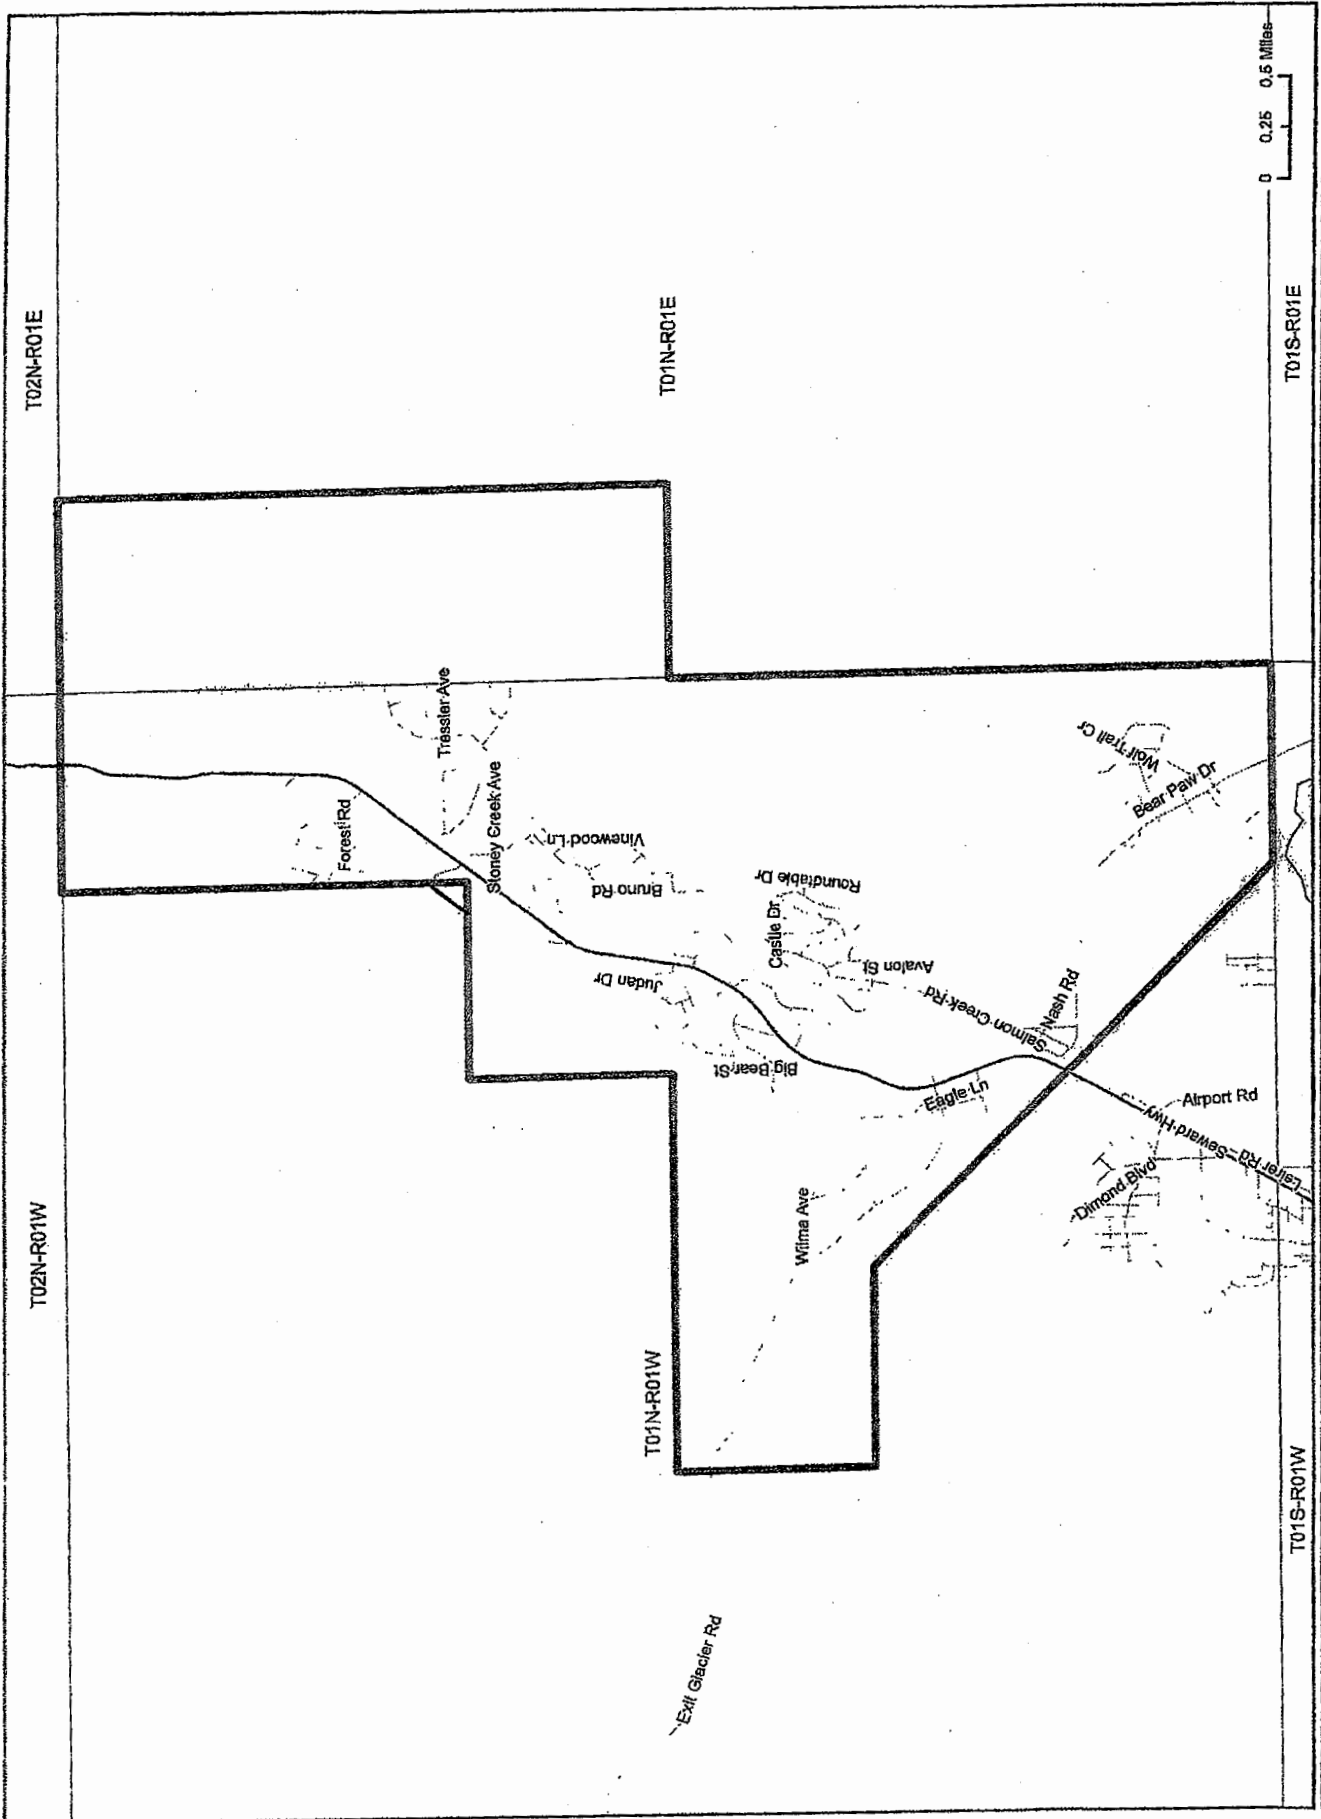 T02N-R01W
T02N-R01E
Forest Rd
Tressler Ave
Stoney Creek Ave
Vinewood Ln
Bruno Rd
Judan Dr
T01N-R01W
T01N-R01E
Exit Glacier Rd
Big Bear St
Castle Dr
Roundtable Dr
Wilma Ave
Avalon St
Salmon Creek Rd
Eagle Ln
Nash Rd
Wolf Trail Cr
Bear Paw Dr
Dimond Blvd
Airport Rd
Seward Hwy
Leirer Rd
T01S-R01W
T01S-R01E
0 0.25 0.5 Miles